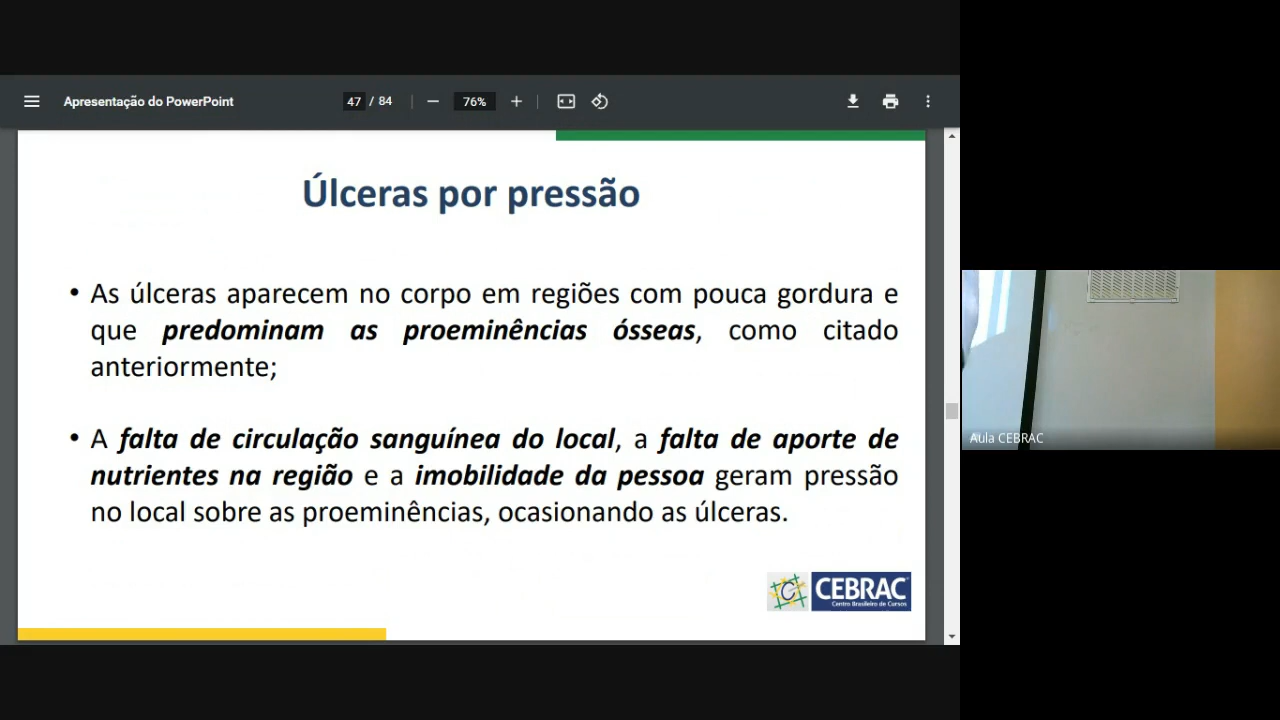 Apresentação do PowerPoint
47 / 84
76%
Úlceras por pressão
• As úlceras aparecem no corpo em regiões com pouca gordura e
que predominam as proeminências ósseas, como citado
anteriormente;
• A falta de circulação sanguínea do local, a falta de aporte de
nutrientes na região e a imobilidade da pessoa geram pressão
no local sobre as proeminências, ocasionando as úlceras.
CEBRAC
Centro Brasileiro de Cursos
Aula CEBRAC